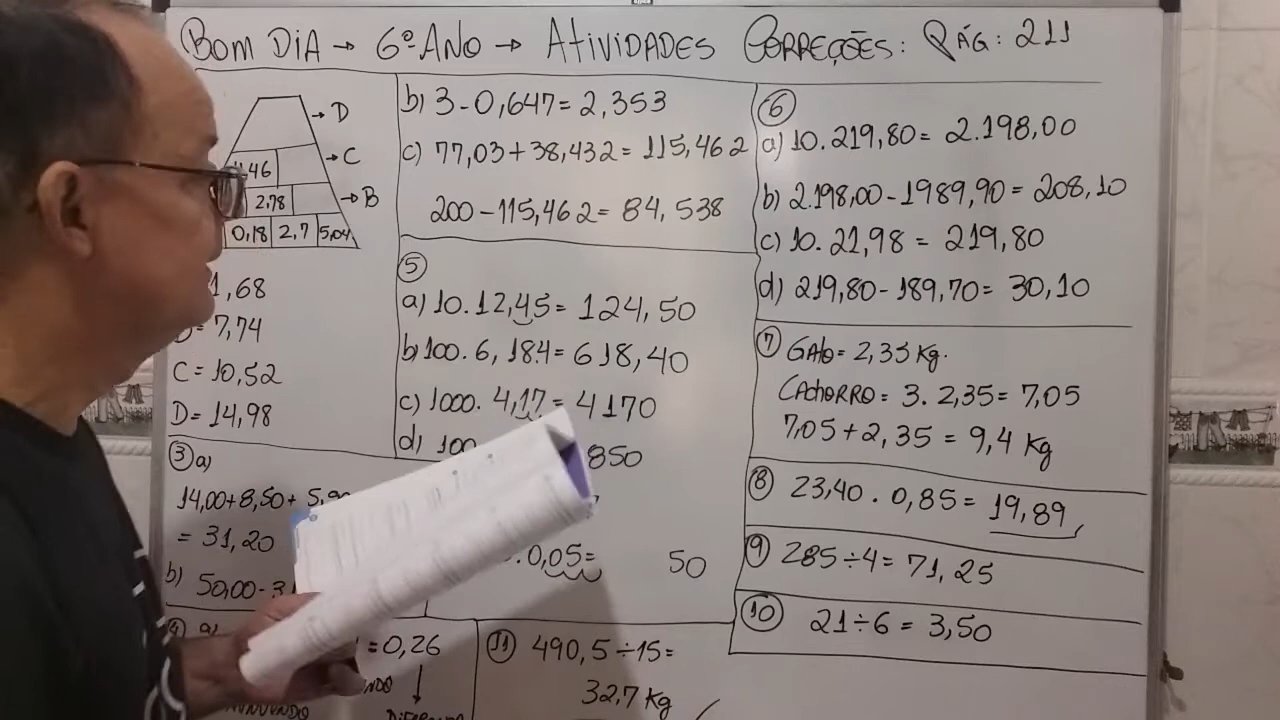 BOM DIA → 6º ANO → ATIVIDADES CORREÇÕES: PÁG: 211
→ D
→ C
→ B
2,78
0,18 2,7 5,04
1,68
= 7,74
C = 10,52
D = 14,98
③ a)
14,00+8,50+
= 31,20
b) 50,00-
b) 3-0,647= 2,353
c) 77,03+38,432= 115,462
200-115,462= 84,538
⑤
a) 10. 12,45= 124,50
b) 100. 6,184= 618,40
c) 1000. 4,17= 4170
d) 100 850
0,05= 50
④ a) =0,26
⑪ 490,5÷15=
32,7 Kg
⑥
a) 10. 219,80= 2.198,00
b) 2.198,00-1989,90= 208,10
c) 10. 21,98 = 219,80
d) 219,80-189,70= 30,10
⑦ GAto= 2,35 Kg.
CAchORRO= 3. 2,35= 7,05
7,05+2,35 = 9,4 Kg
⑧ 23,40. 0,85= 19,89
⑨ 285÷4= 71,25
⑩ 21÷6 = 3,50